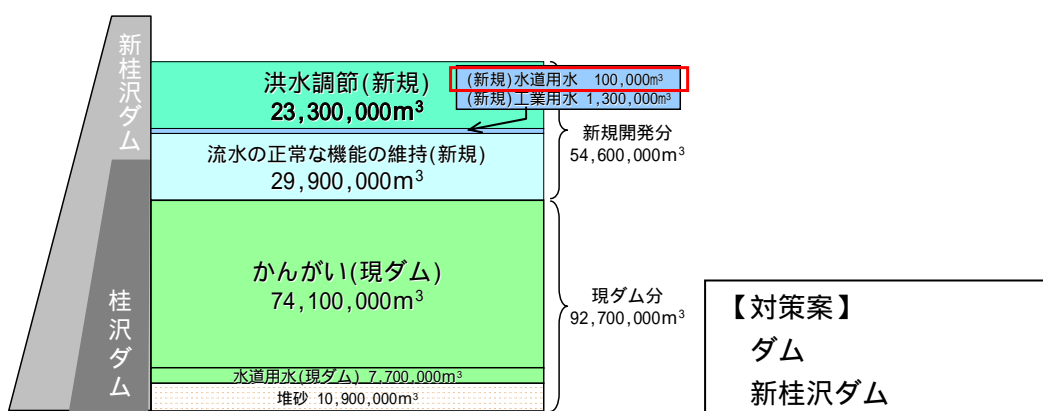 新桂沢ダム
桂沢ダム
洪水調節(新規)
23,300,000m³
(新規)水道用水 100,000m³
(新規)工業用水 1,300,000m³
流水の正常な機能の維持(新規)
29,900,000m³
新規開発分
54,600,000m³
かんがい(現ダム)
74,100,000m³
現ダム分
92,700,000m³
水道用水(現ダム) 7,700,000m³
堆砂 10,900,000m³
【対策案】
ダム
新桂沢ダム